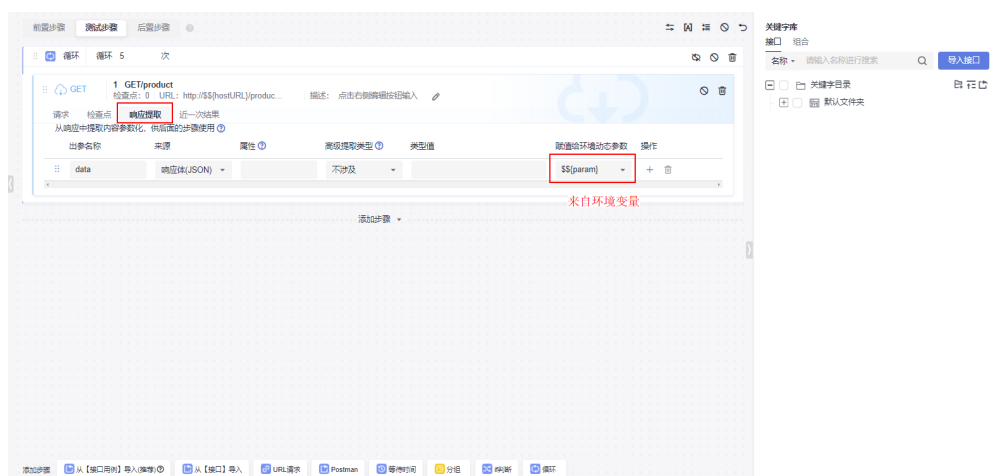 前置步骤 测试步骤 后置步骤
循环 循环 5 次
GET 1 GET/product
检查点: 0 URL: http://$${hostURL}/produc... 描述: 点击右侧编辑按钮输入
请求 检查点 响应提取 近一次结果
从响应中提取内容参数化，供后面的步骤使用
出参名称 来源 属性 高级提取类型 类型值 赋值给环境动态参数 操作
data 响应体(JSON) 不涉及 $${param}
来自环境变量
添加步骤
添加步骤 从【接口用例】导入(推荐) 从【接口】导入 URL请求 Postman 等待时间 分组 if判断 循环
关键字库
接口 组合
名称 请输入名称进行搜索 导入接口
关键字目录
默认文件夹